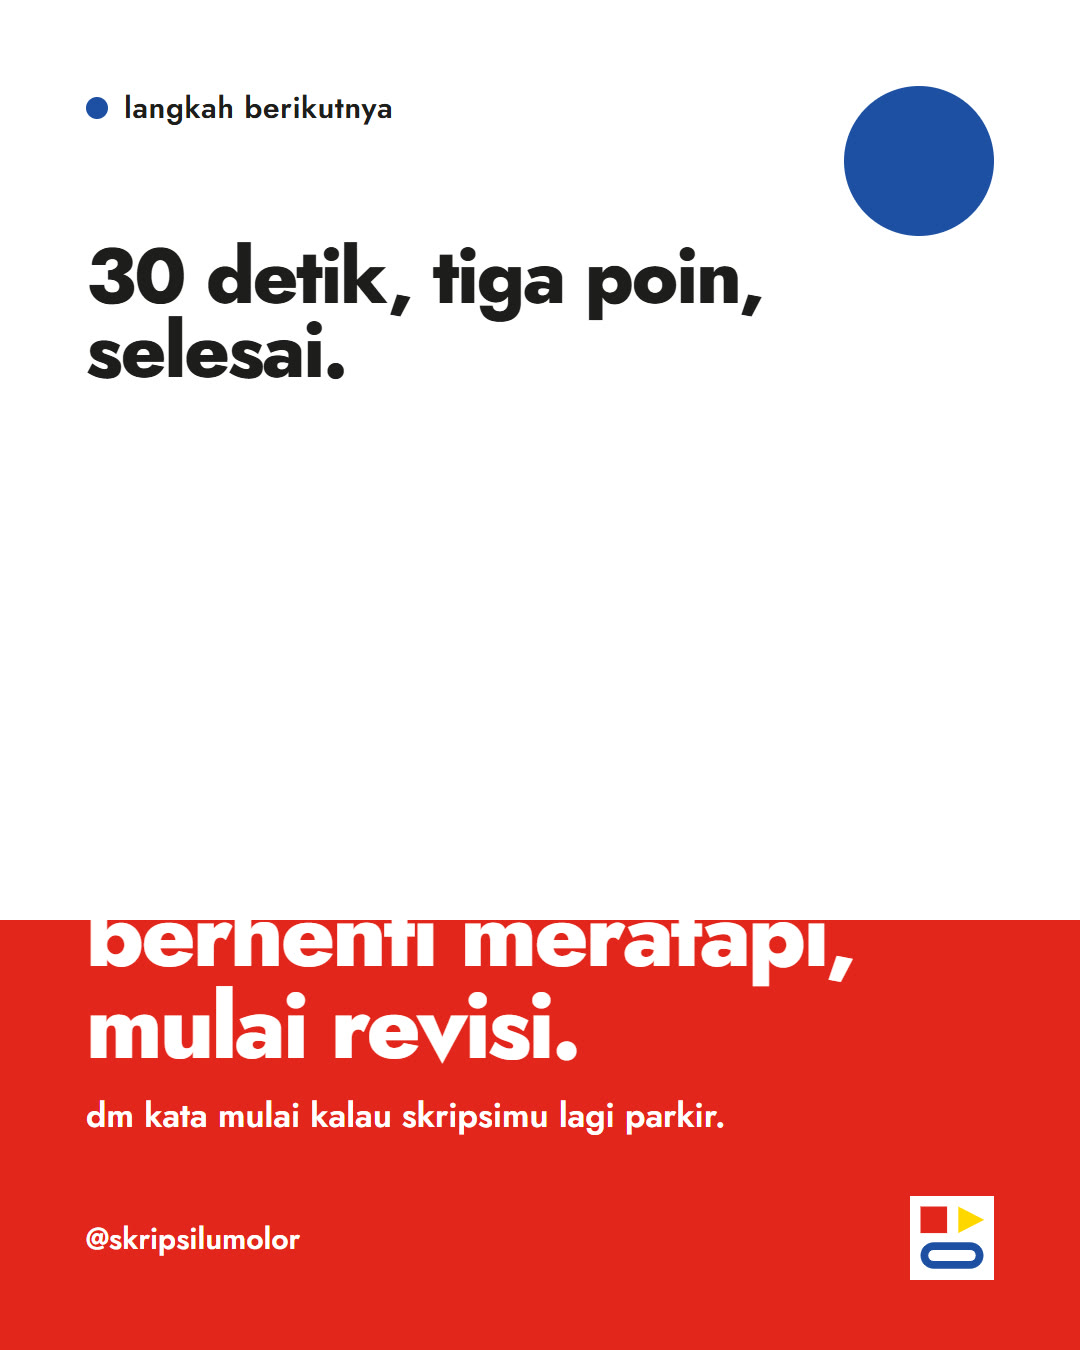 langkah berikutnya
30 detik, tiga poin,
selesai.
berhenti meratapi,
mulai revisi.
dm kata mulai kalau skripsimu lagi parkir.
@skripsilumolor